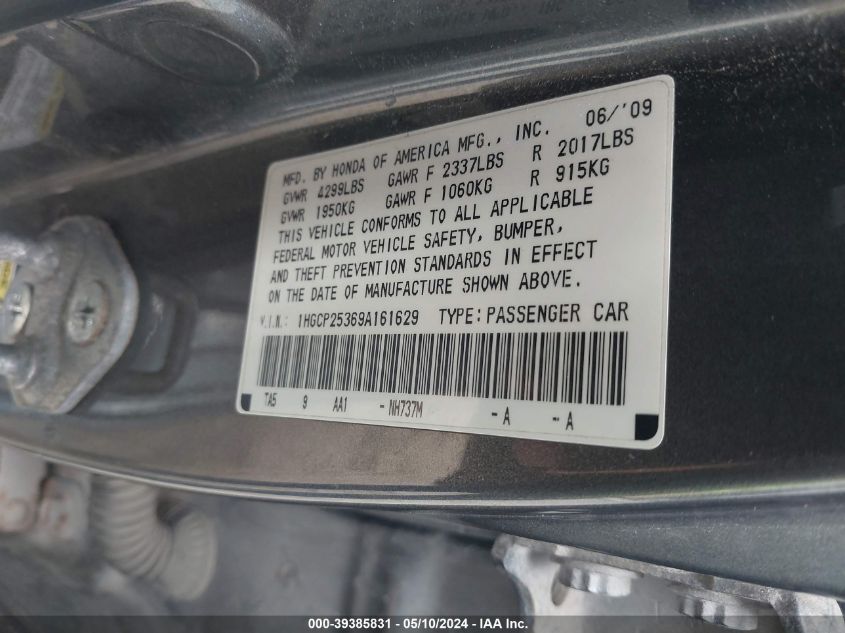 MFD. BY HONDA OF AMERICA MFG., INC. 06/'09
GVWR 4299LBS GAWR F 2337LBS R 2017LBS
GVWR 1950KG GAWR F 1060KG R 915KG
THIS VEHICLE CONFORMS TO ALL APPLICABLE
FEDERAL MOTOR VEHICLE SAFETY, BUMPER,
AND THEFT PREVENTION STANDARDS IN EFFECT
ON THE DATE OF MANUFACTURE SHOWN ABOVE.
V.I.N.: 1HGCP25369A161629 TYPE: PASSENGER CAR
TA5 9 AA1 -NH737M -A -A
000-39385831 - 05/10/2024 - IAA Inc.